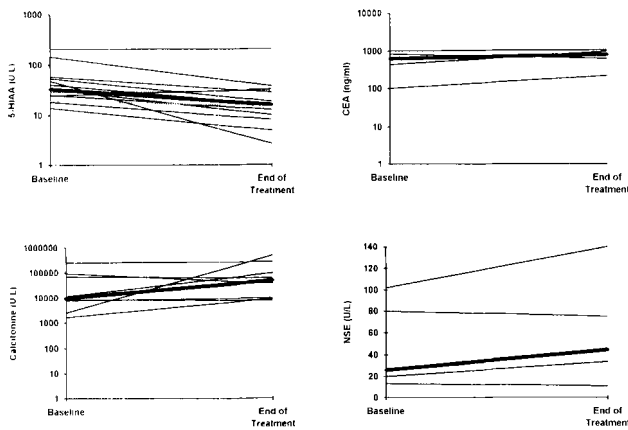 1000
100
10
1
5-HIAA (U/L)
Baseline
End of
Treatment
10000
1000
100
10
1
CEA (ng/ml)
Baseline
End of
Treatment
1000000
100000
10000
1000
100
10
1
Calcitonine (U/L)
Baseline
End of
Treatment
140
120
100
80
60
40
20
0
NSE (U/L)
Baseline
End of
Treatment